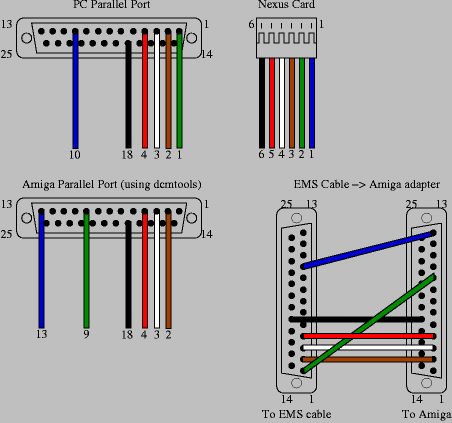 PC Parallel Port
13 1
25 14
10 18 4 3 2 1
Nexus Card
6 1
6 5 4 3 2 1
Amiga Parallel Port (using dcmtools)
13 1
25 14
13 9 18 4 3 2
EMS Cable -> Amiga adapter
25 13 25 13
14 1 14 1
To EMS cable To Amiga